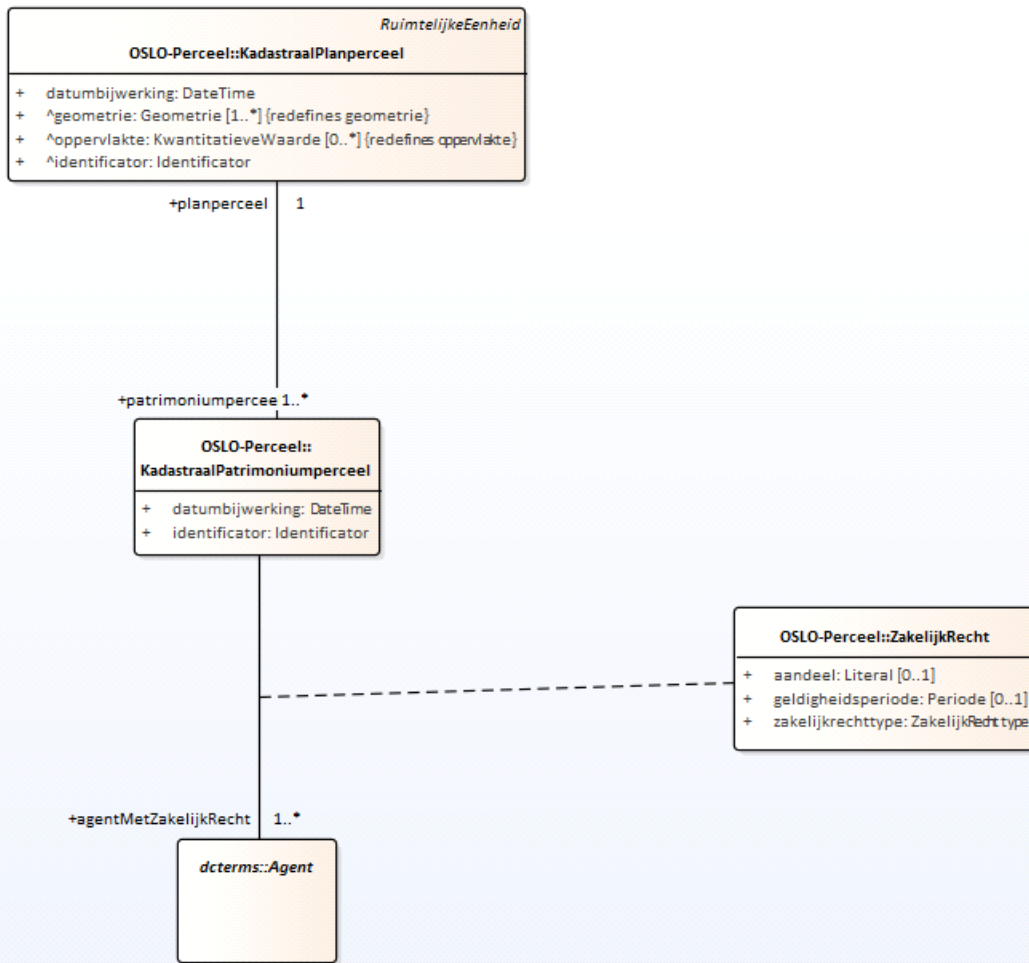 RuimtelijkeEenheid
OSLO-Perceel::KadastraalPlanperceel
+ datumbijwerking: DateTime
+ ^geometrie: Geometrie [1..*] {redefines geometrie}
+ ^oppervlakte: KwantitatieveWaarde [0..*] {redefines oppervlakte}
+ ^identificator: Identificator
+planperceel 1
+patrimoniumpercee 1..*
OSLO-Perceel::
KadastraalPatrimoniumperceel
+ datumbijwerking: DateTime
+ identificator: Identificator
OSLO-Perceel::ZakelijkRecht
+ aandeel: Literal [0..1]
+ geldigheidsperiode: Periode [0..1]
+ zakelijkrechttype: ZakelijkRechttype
+agentMetZakelijkRecht 1..*
dcterms::Agent